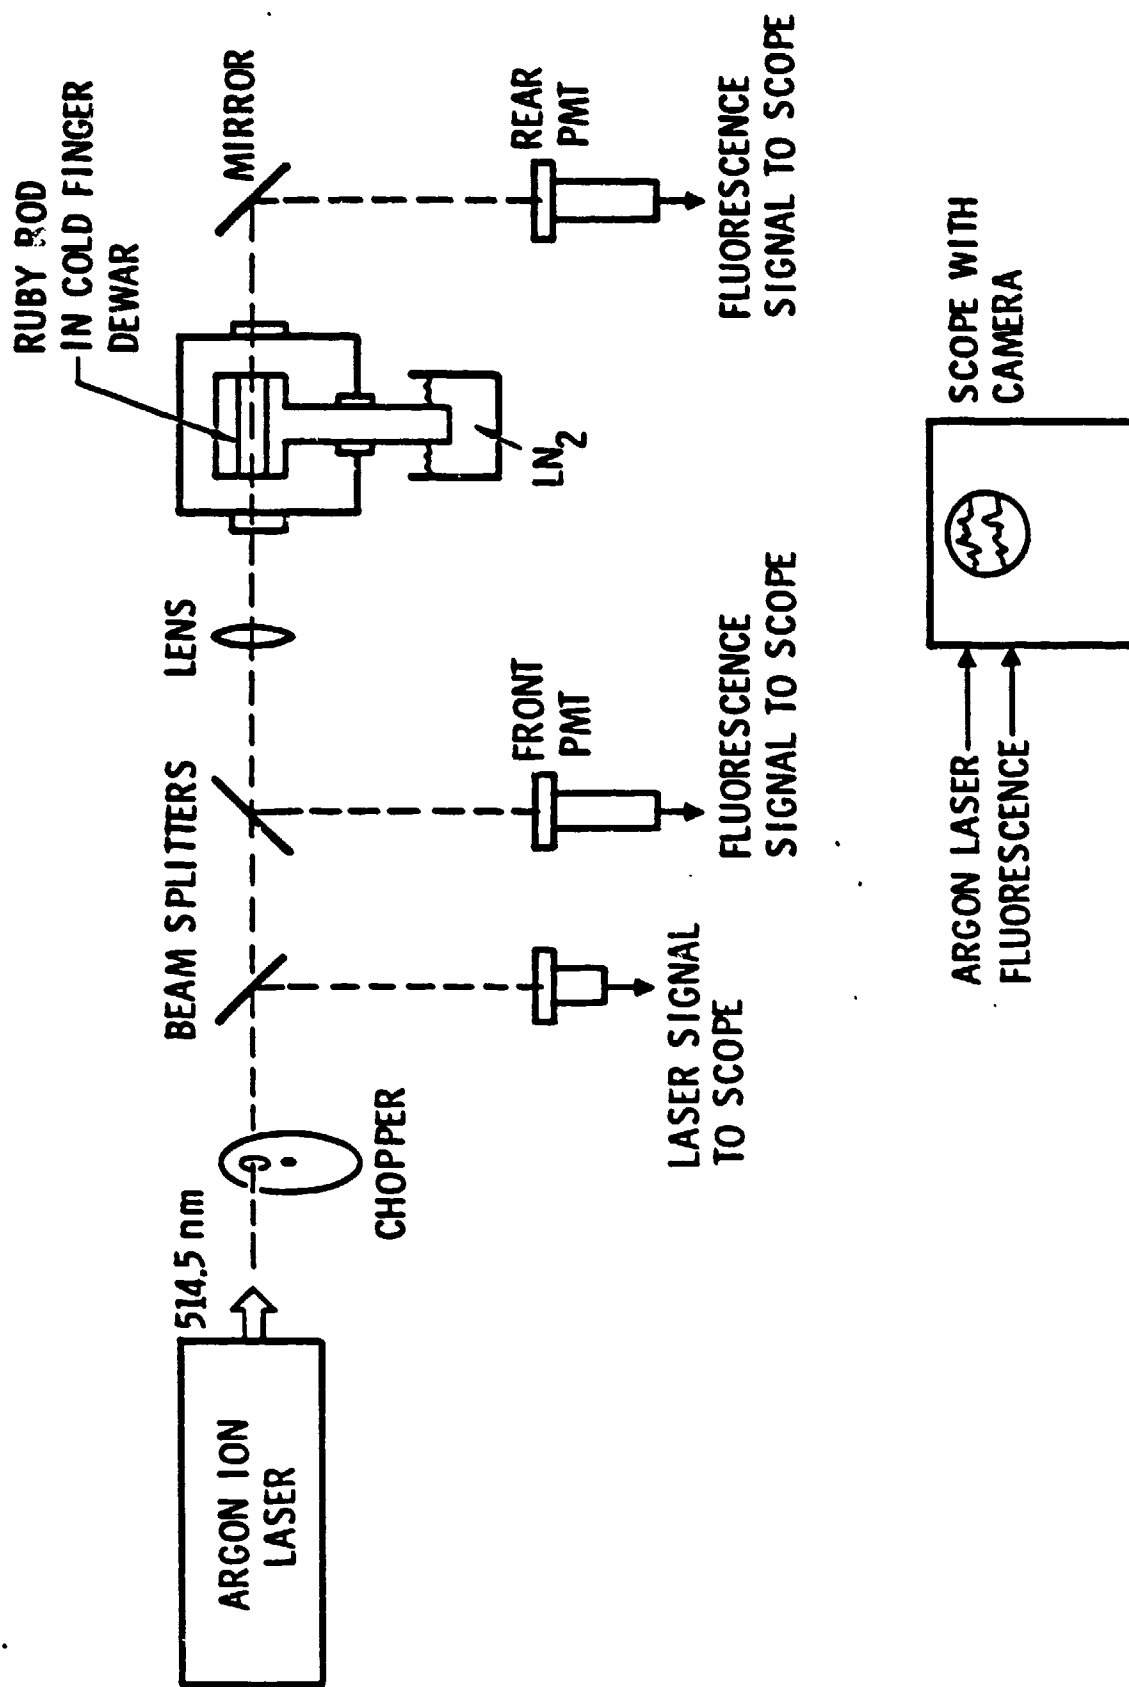 ARGON ION
LASER
514.5 nm
CHOPPER
BEAM SPLITTERS
LASER SIGNAL
TO SCOPE
FRONT
PMT
FLUORESCENCE
SIGNAL TO SCOPE
LENS
RUBY ROD
IN COLD FINGER
DEWAR
LN2
MIRROR
REAR
PMT
FLUORESCENCE
SIGNAL TO SCOPE
ARGON LASER
FLUORESCENCE
SCOPE WITH
CAMERA